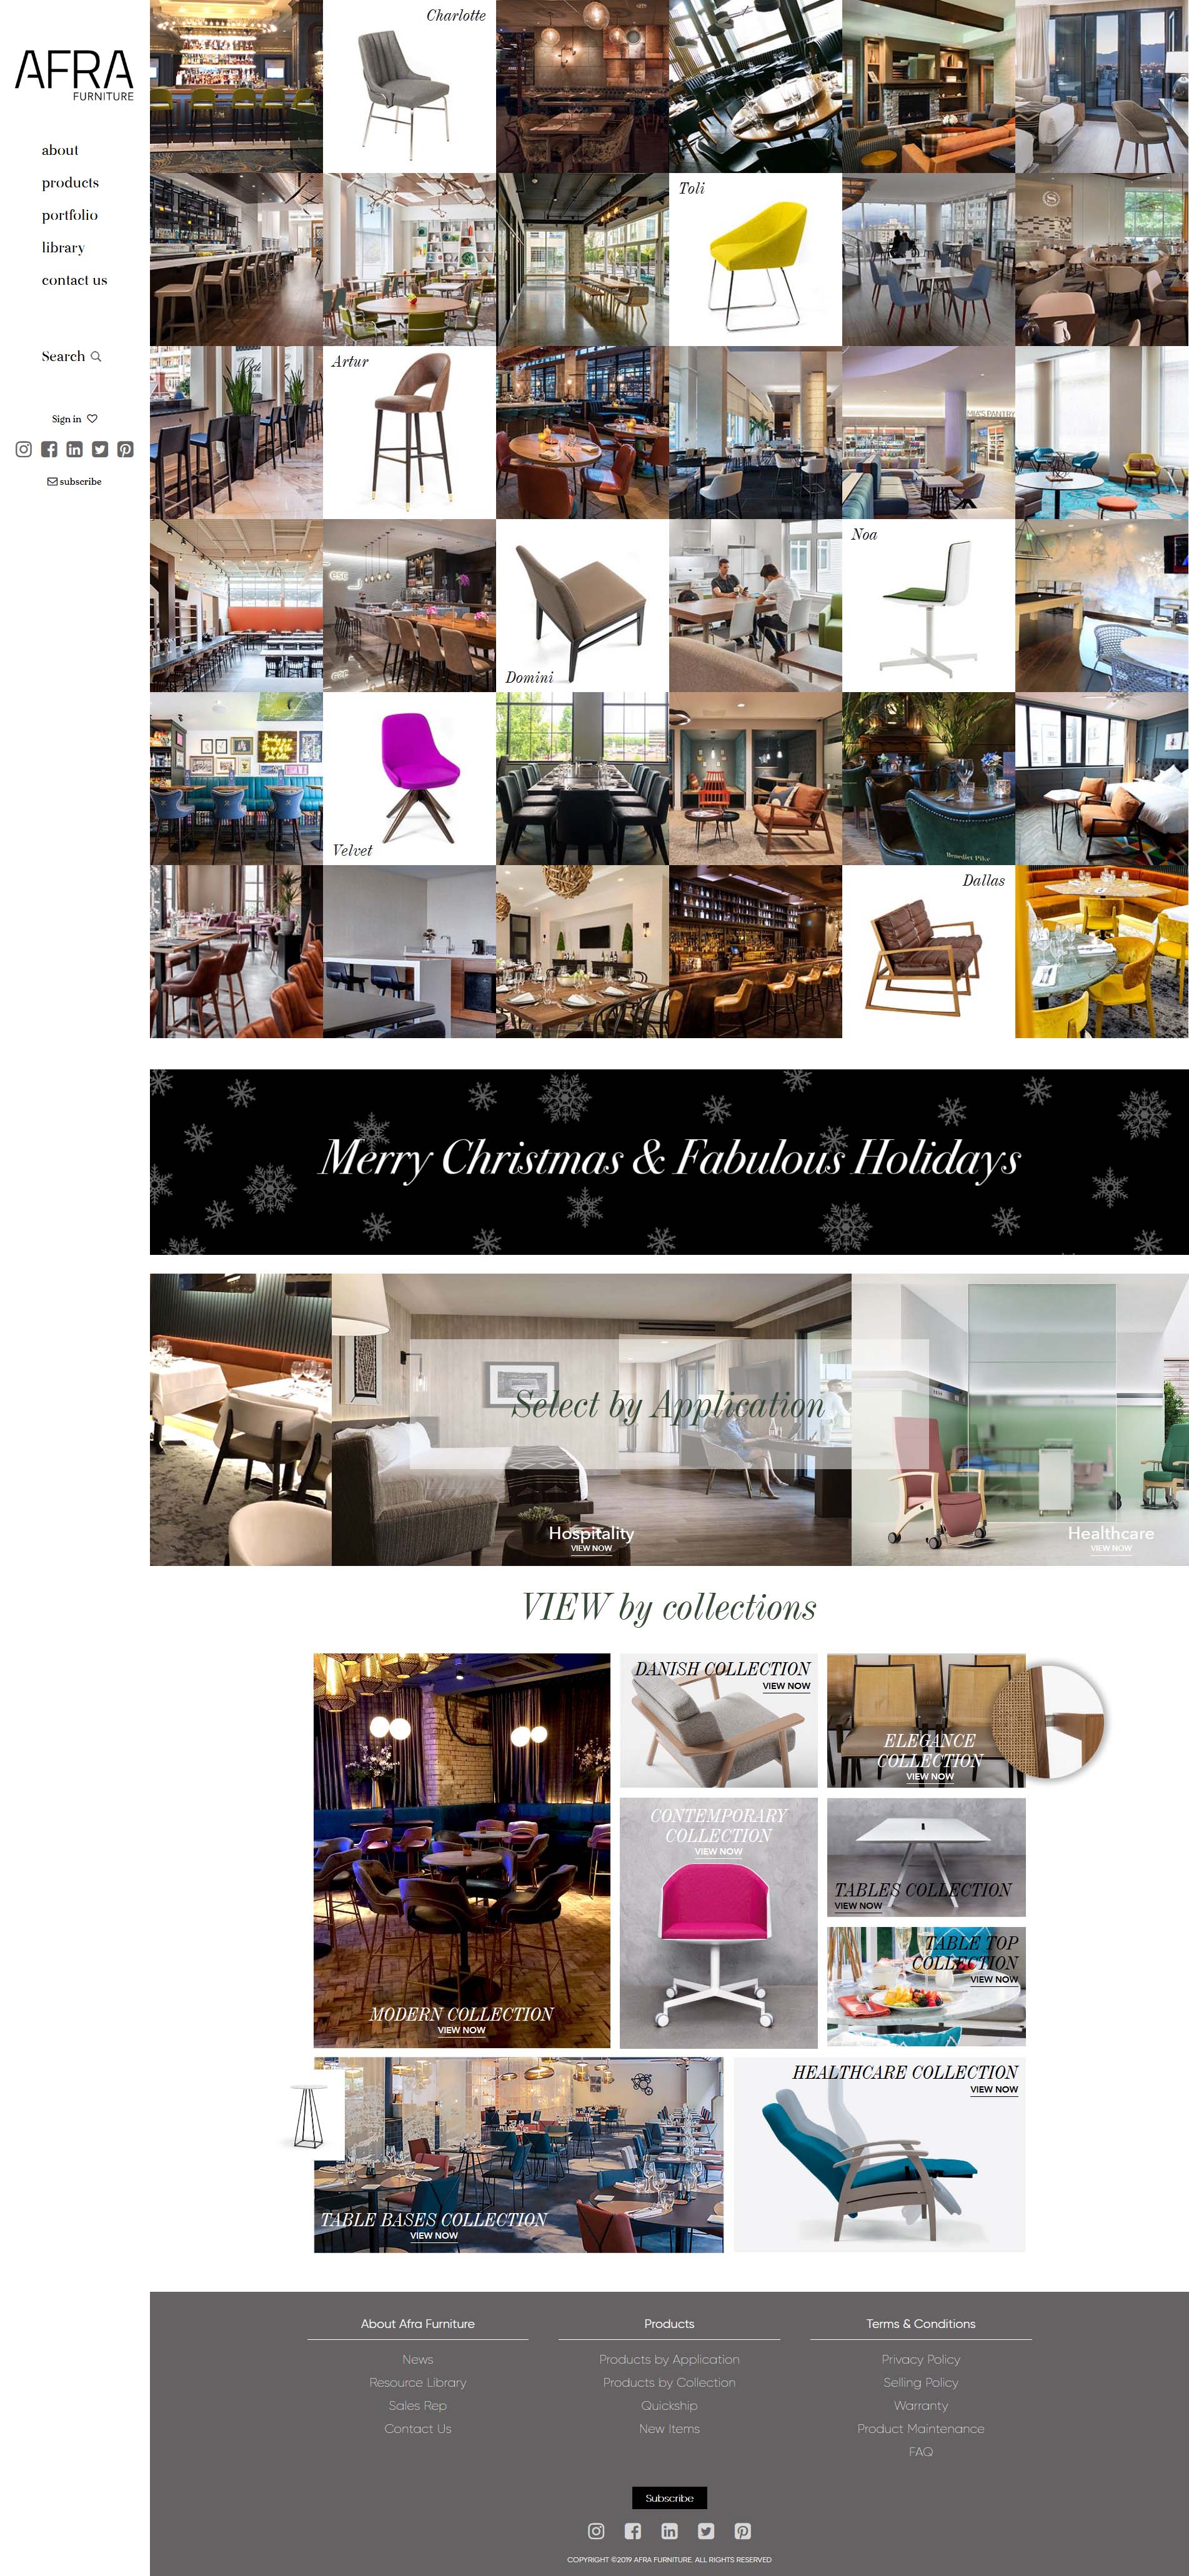 AFRA
FURNITURE
about
products
portfolio
library
contact us
Search
Sign in
subscribe
Charlotte
Toli
Artur
MIA'S PANTRY
esc
Noa
Domini
Velvet
Benedict Pike
Dallas
Merry Christmas & Fabulous Holidays
Select by Application
Hospitality
VIEW NOW
Healthcare
VIEW NOW
VIEW by collections
DANISH COLLECTION
VIEW NOW
ELEGANCE
COLLECTION
VIEW NOW
CONTEMPORARY
COLLECTION
VIEW NOW
TABLES COLLECTION
VIEW NOW
TABLE TOP
COLLECTION
VIEW NOW
MODERN COLLECTION
VIEW NOW
HEALTHCARE COLLECTION
VIEW NOW
TABLE BASES COLLECTION
VIEW NOW
About Afra Furniture
News
Resource Library
Sales Rep
Contact Us
Products
Products by Application
Products by Collection
Quickship
New Items
Terms & Conditions
Privacy Policy
Selling Policy
Warranty
Product Maintenance
FAQ
Subscribe
COPYRIGHT ©2019 AFRA FURNITURE. ALL RIGHTS RESERVED